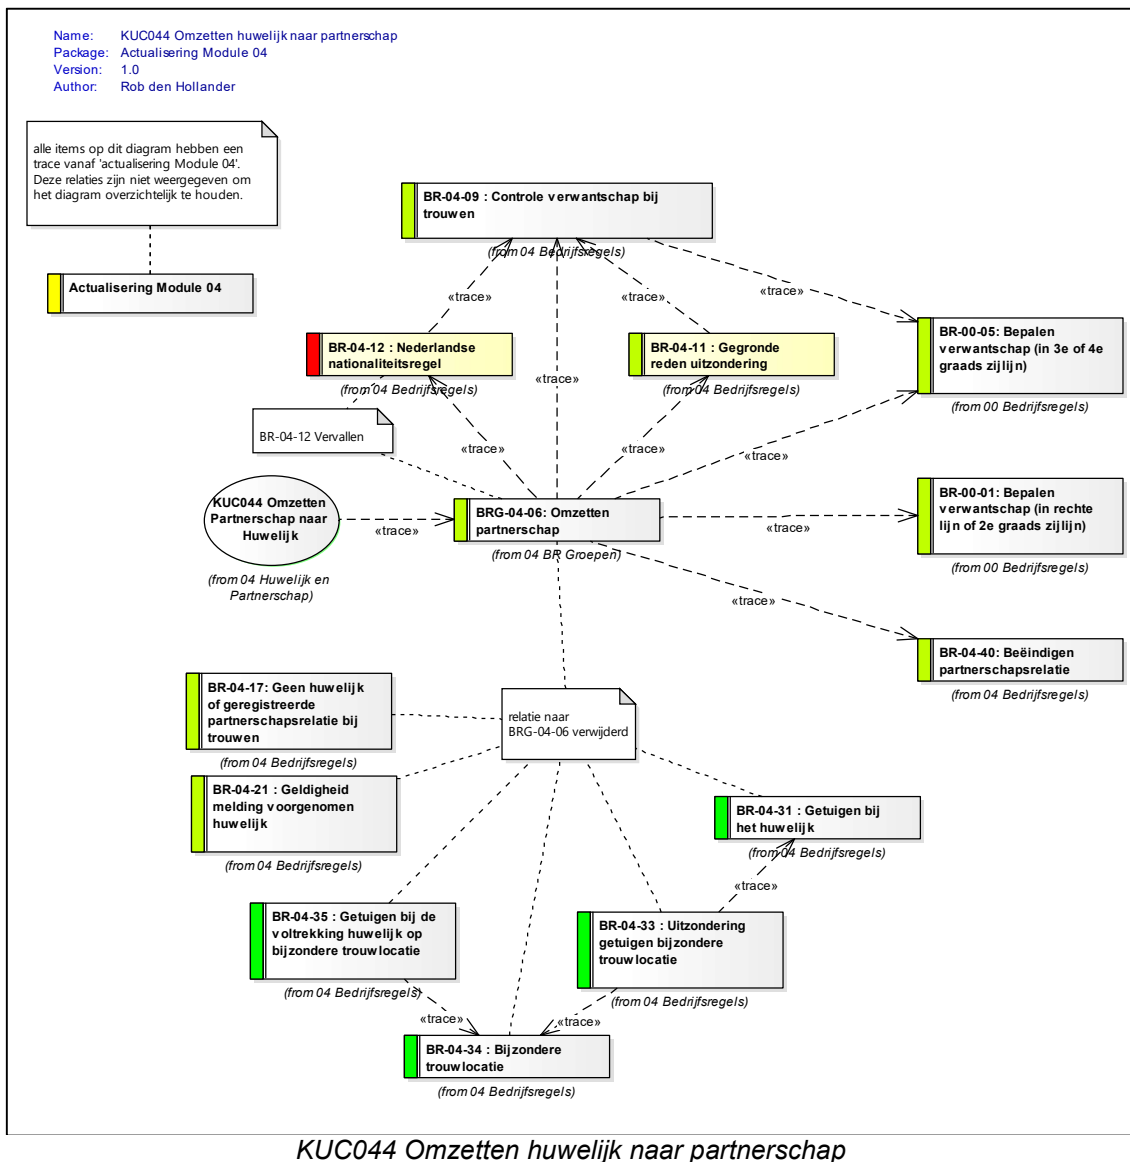 Name: KUC044 Omzetten huwelijk naar partnerschap
Package: Actualisering Module 04
Version: 1.0
Author: Rob den Hollander
alle items op dit diagram hebben een
trace vanaf 'actualisering Module 04'.
Deze relaties zijn niet weergegeven om
het diagram overzichtelijk te houden.
Actualisering Module 04
BR-04-09 : Controle verwantschap bij
trouwen
(from 04 Bedrijfsregels)
«trace»
«trace»
«trace»
«trace»
BR-04-12 : Nederlandse
nationaliteitsregel
(from 04 Bedrijfsregels)
BR-04-11 : Gegronde
reden uitzondering
(from 04 Bedrijfsregels)
BR-00-05: Bepalen
verwantschap (in 3e of 4e
graads zijlijn)
(from 00 Bedrijfsregels)
BR-04-12 Vervallen
«trace»
«trace»
«trace»
KUC044 Omzetten
Partnerschap naar
Huwelijk
(from 04 Huwelijk en
Partnerschap)
«trace»
BRG-04-06: Omzetten
partnerschap
(from 04 BR Groepen)
«trace»
BR-00-01: Bepalen
verwantschap (in rechte
lijn of 2e graads zijlijn)
(from 00 Bedrijfsregels)
«trace»
BR-04-40: Beëindigen
partnerschapsrelatie
(from 04 Bedrijfsregels)
BR-04-17: Geen huwelijk
of geregistreerde
partnerschapsrelatie bij
trouwen
(from 04 Bedrijfsregels)
relatie naar
BRG-04-06 verwijderd
BR-04-21 : Geldigheid
melding voorgenomen
huwelijk
(from 04 Bedrijfsregels)
BR-04-31 : Getuigen bij
het huwelijk
(from 04 Bedrijfsregels)
«trace»
BR-04-35 : Getuigen bij de
voltrekking huwelijk op
bijzondere trouwlocatie
(from 04 Bedrijfsregels)
BR-04-33 : Uitzondering
getuigen bijzondere
trouwlocatie
(from 04 Bedrijfsregels)
«trace»
«trace»
BR-04-34 : Bijzondere
trouwlocatie
(from 04 Bedrijfsregels)
KUC044 Omzetten huwelijk naar partnerschap